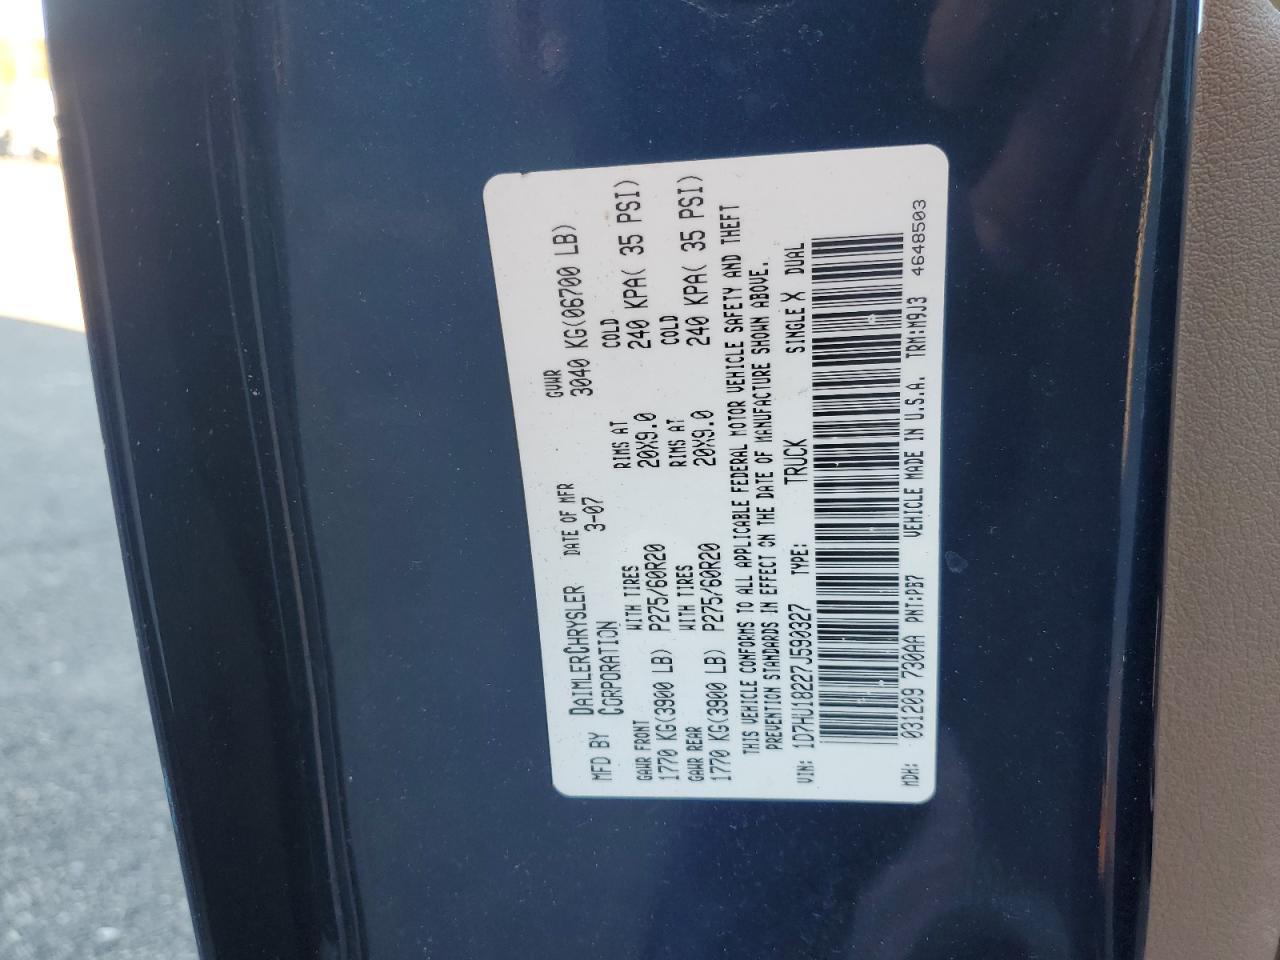 MFD BY DAIMLERCHRYSLER CORPORATION DATE OF MFR 3-07 GVWR 3040 KG(06700 LB)
GAWR FRONT WITH TIRES RIMS AT COLD
1770 KG(3900 LB) P275/60R20 20X9.0 240 KPA( 35 PSI)
GAWR REAR WITH TIRES RIMS AT COLD
1770 KG(3900 LB) P275/60R20 20X9.0 240 KPA( 35 PSI)
THIS VEHICLE CONFORMS TO ALL APPLICABLE FEDERAL MOTOR VEHICLE SAFETY AND THEFT
PREVENTION STANDARDS IN EFFECT ON THE DATE OF MANUFACTURE SHOWN ABOVE.
VIN: 1D7HU18227J590327 TYPE: TRUCK SINGLE X DUAL
MDH: 031209 730AA PNT:PB7 VEHICLE MADE IN U.S.A. TRM:M9J3 4648503